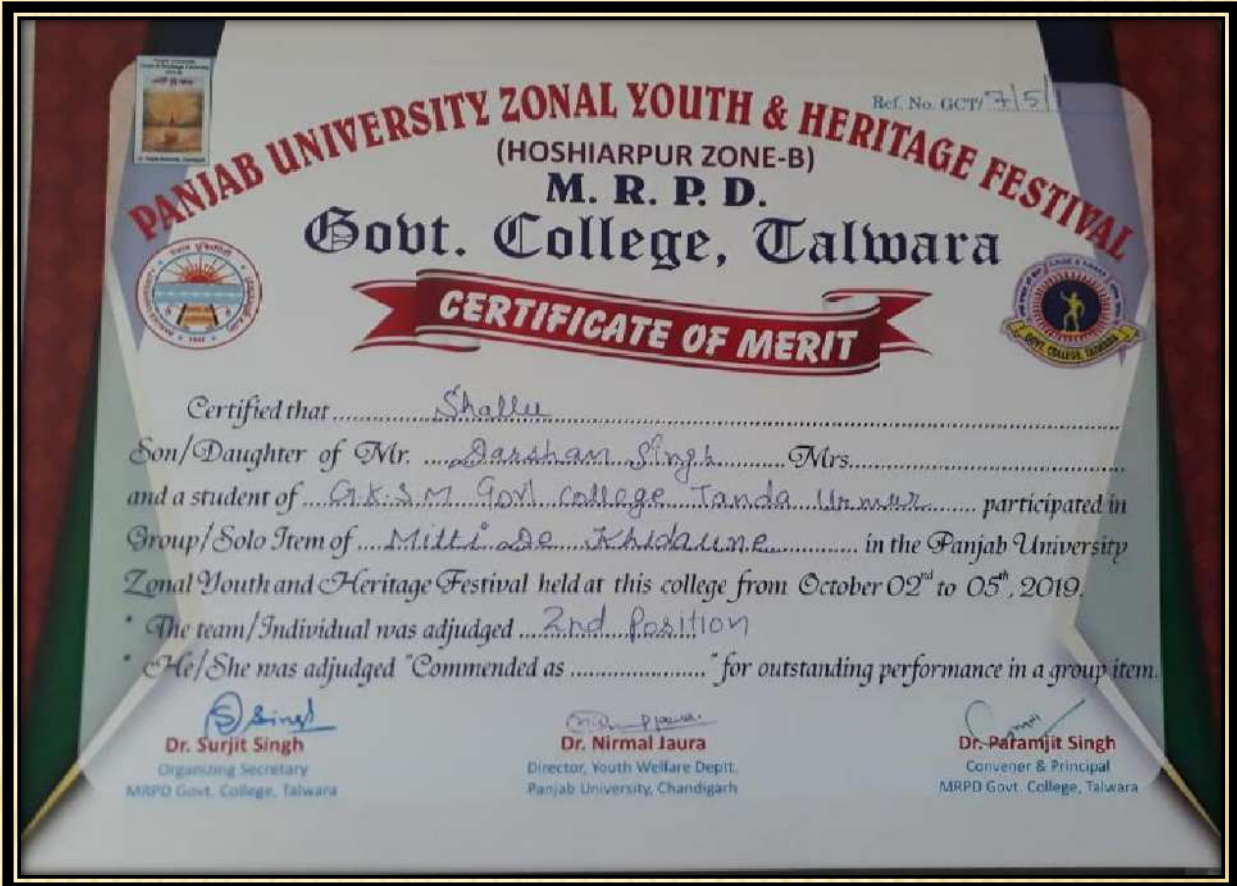 Ref. No. GCT/ 7/5/1
PANJAB UNIVERSITY ZONAL YOUTH & HERITAGE FESTIVAL
(HOSHIARPUR ZONE-B)
M. R. P. D.
Govt. College, Talwara
CERTIFICATE OF MERIT
GOVT. COLLEGE, TALWARA
Certified that ............ Shallu ............
Son/Daughter of Mr. .... Darshan Singh ........ Mrs. ............
and a student of .... G.K.S.M Govt College Tanda Urmur ........ participated in
Group/Solo Item of .... Mitti De Khidaune ............ in the Panjab University
Zonal Youth and Heritage Festival held at this college from October 02nd to 05th, 2019.
* The team/Individual was adjudged .... 2nd Position
* He/She was adjudged "Commended as ...................." for outstanding performance in a group item.
Dr. Surjit Singh
Organizing Secretary
MRPD Govt. College, Talwara
Dr. Nirmal Jaura
Director, Youth Welfare Deptt.
Panjab University, Chandigarh
Dr. Paramjit Singh
Convener & Principal
MRPD Govt. College, Talwara